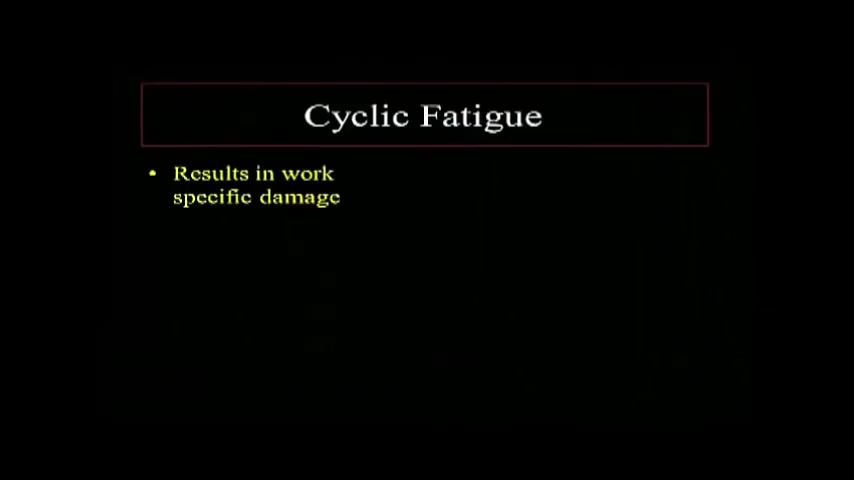 Cyclic Fatigue
• Results in work
specific damage